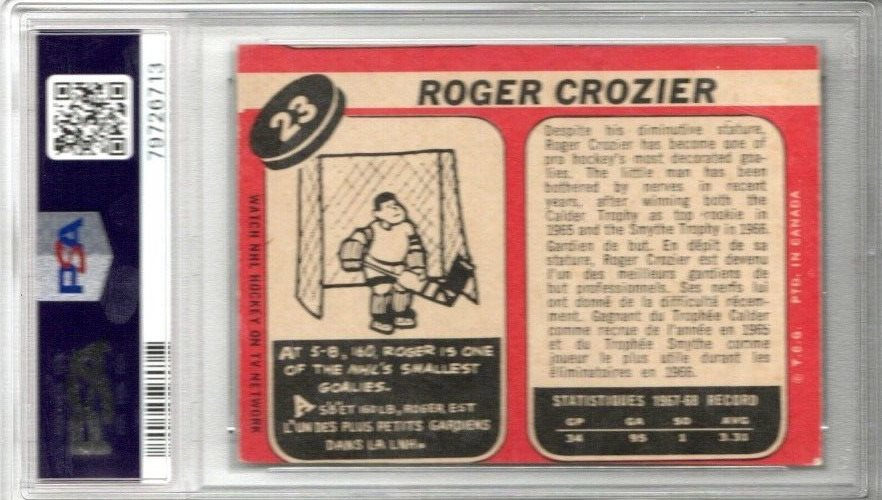 79726713
PSA
23
ROGER CROZIER
WATCH NHL HOCKEY ON TV NETWORK
AT 5-8, 160, ROGER IS ONE
OF THE NHL'S SMALLEST
GOALIES.
À 5'8" ET 160 LB, ROGER EST
L'UN DES PLUS PETITS GARDIENS
DANS LA LNH.
Despite his diminutive stature,
Roger Crozier has become one of
pro hockey's most decorated goa-
lies. The little man has been
bothered by nerves in recent
years, after winning both the
Calder Trophy as top rookie in
1965 and the Smythe Trophy in 1966.
Gardien de but. En dépit de sa
stature, Roger Crozier est devenu
l'un des meilleurs gardiens de
but professionnels. Ses nerfs lui
ont donné de la difficulté récem-
ment. Gagnant du Trophée Calder
comme recrue de l'année en 1965
et du Trophée Smythe comme
joueur le plus utile durant les
éliminatoires en 1966.
STATISTIQUES 1967-68 RECORD
GP GA SO AVG
34 95 1 3.31
© T.C.G. PTD. IN CANADA
PSA